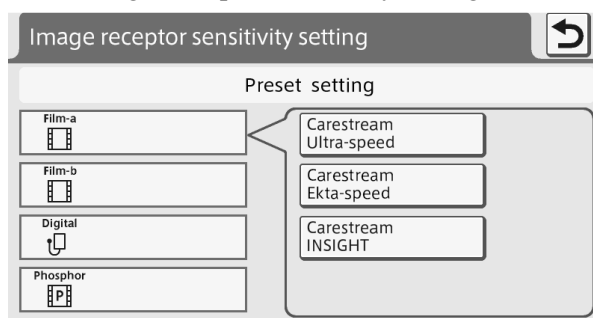 Image receptor sensitivity setting
Preset setting
Film-a
Film-b
Digital
Phosphor
P
Carestream
Ultra-speed
Carestream
Ekta-speed
Carestream
INSIGHT